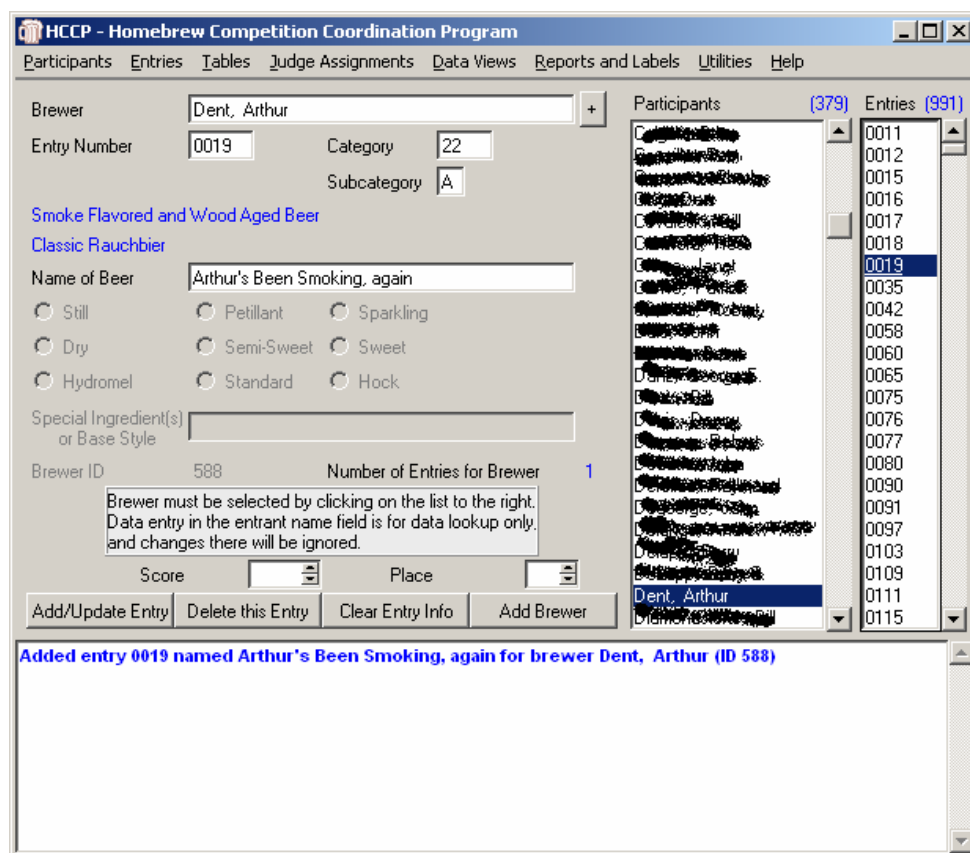 HCCP - Homebrew Competition Coordination Program
Participants Entries Tables Judge Assignments Data Views Reports and Labels Utilities Help
Brewer Dent, Arthur +
Entry Number 0019 Category 22
Subcategory A
Smoke Flavored and Wood Aged Beer
Classic Rauchbier
Name of Beer Arthur's Been Smoking, again
Still Petillant Sparkling
Dry Semi-Sweet Sweet
Hydromel Standard Hock
Special Ingredient(s)
or Base Style
Brewer ID 588 Number of Entries for Brewer 1
Brewer must be selected by clicking on the list to the right.
Data entry in the entrant name field is for data lookup only,
and changes there will be ignored.
Score Place
Add/Update Entry Delete this Entry Clear Entry Info Add Brewer
Participants (379)
Dent, Arthur
Entries (991)
0011
0012
0015
0016
0017
0018
0019
0035
0042
0058
0060
0065
0075
0076
0077
0080
0090
0091
0097
0103
0109
0111
0115
Added entry 0019 named Arthur's Been Smoking, again for brewer Dent, Arthur (ID 588)